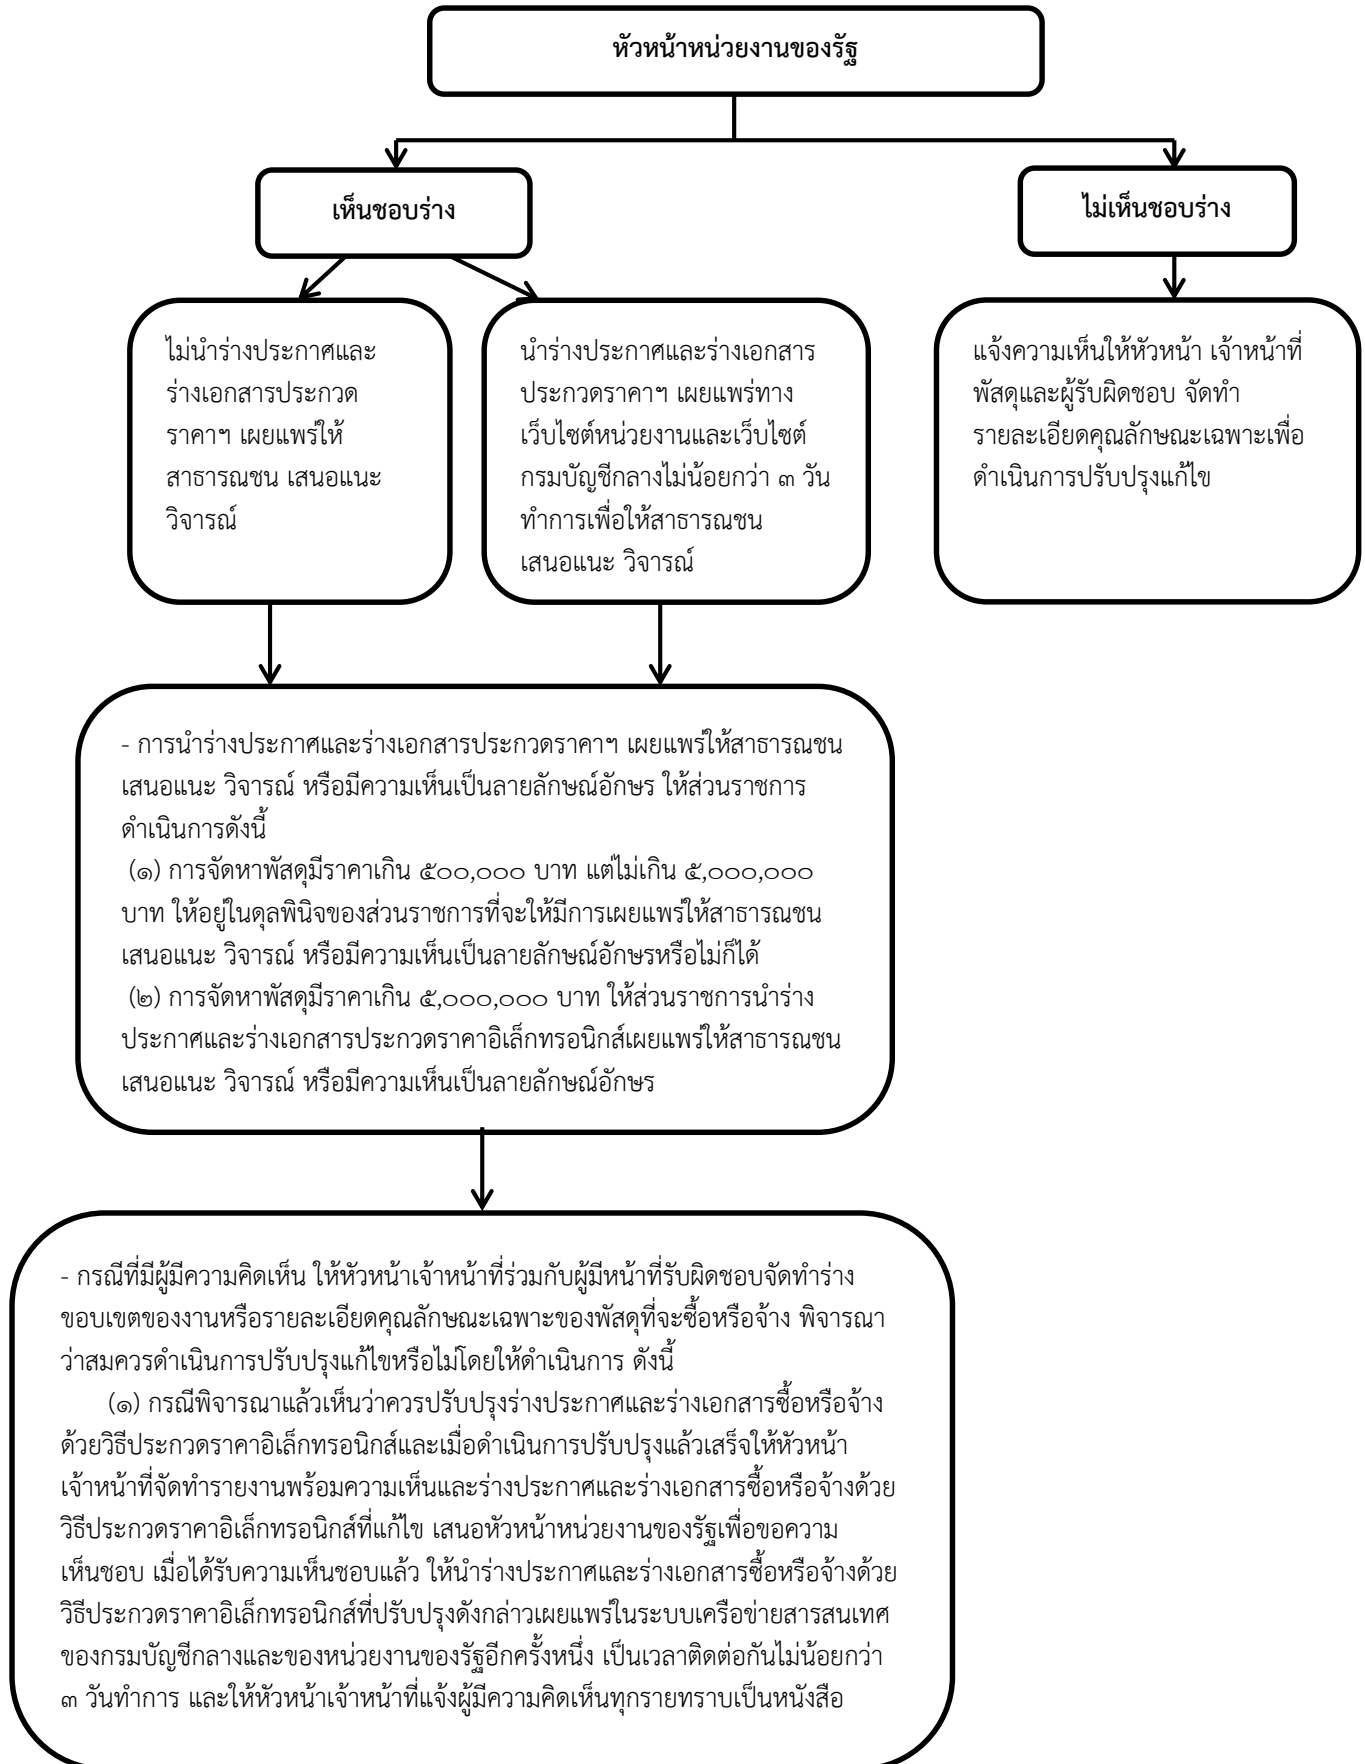 หัวหน้าหน่วยงานของรัฐ
เห็นชอบร่าง
ไม่เห็นชอบร่าง
ไม่นำร่างประกาศและ
ร่างเอกสารประกวด
ราคาฯ เผยแพร่ให้
สาธารณชน เสนอแนะ
วิจารณ์
นำร่างประกาศและร่างเอกสาร
ประกวดราคาฯ เผยแพร่ทาง
เว็บไซต์หน่วยงานและเว็บไซต์
กรมบัญชีกลางไม่น้อยกว่า ๓ วัน
ทำการเพื่อให้สาธารณชน
เสนอแนะ วิจารณ์
แจ้งความเห็นให้หัวหน้า เจ้าหน้าที่
พัสดุและผู้รับผิดชอบ จัดทำ
รายละเอียดคุณลักษณะเฉพาะเพื่อ
ดำเนินการปรับปรุงแก้ไข
- การนำร่างประกาศและร่างเอกสารประกวดราคาฯ เผยแพร่ให้สาธารณชน
เสนอแนะ วิจารณ์ หรือมีความเห็นเป็นลายลักษณ์อักษร ให้ส่วนราชการ
ดำเนินการดังนี้
(๑) การจัดหาพัสดุมีราคาเกิน ๕๐๐,๐๐๐ บาท แต่ไม่เกิน ๕,๐๐๐,๐๐๐
บาท ให้อยู่ในดุลพินิจของส่วนราชการที่จะให้มีการเผยแพร่ให้สาธารณชน
เสนอแนะ วิจารณ์ หรือมีความเห็นเป็นลายลักษณ์อักษรหรือไม่ก็ได้
(๒) การจัดหาพัสดุมีราคาเกิน ๕,๐๐๐,๐๐๐ บาท ให้ส่วนราชการนำร่าง
ประกาศและร่างเอกสารประกวดราคาอิเล็กทรอนิกส์เผยแพร่ให้สาธารณชน
เสนอแนะ วิจารณ์ หรือมีความเห็นเป็นลายลักษณ์อักษร
- กรณีที่มีผู้มีความคิดเห็น ให้หัวหน้าเจ้าหน้าที่ร่วมกับผู้มีหน้าที่รับผิดชอบจัดทำร่าง
ขอบเขตของงานหรือรายละเอียดคุณลักษณะเฉพาะของพัสดุที่จะซื้อหรือจ้าง พิจารณา
ว่าสมควรดำเนินการปรับปรุงแก้ไขหรือไม่โดยให้ดำเนินการ ดังนี้
(๑) กรณีพิจารณาแล้วเห็นว่าควรปรับปรุงร่างประกาศและร่างเอกสารซื้อหรือจ้าง
ด้วยวิธีประกวดราคาอิเล็กทรอนิกส์และเมื่อดำเนินการปรับปรุงแล้วเสร็จให้หัวหน้า
เจ้าหน้าที่จัดทำรายงานพร้อมความเห็นและร่างประกาศและร่างเอกสารซื้อหรือจ้างด้วย
วิธีประกวดราคาอิเล็กทรอนิกส์ที่แก้ไข เสนอหัวหน้าหน่วยงานของรัฐเพื่อขอความ
เห็นชอบ เมื่อได้รับความเห็นชอบแล้ว ให้นำร่างประกาศและร่างเอกสารซื้อหรือจ้างด้วย
วิธีประกวดราคาอิเล็กทรอนิกส์ที่ปรับปรุงดังกล่าวเผยแพร่ในระบบเครือข่ายสารสนเทศ
ของกรมบัญชีกลางและของหน่วยงานของรัฐอีกครั้งหนึ่ง เป็นเวลาติดต่อกันไม่น้อยกว่า
๓ วันทำการ และให้หัวหน้าเจ้าหน้าที่แจ้งผู้มีความคิดเห็นทุกรายทราบเป็นหนังสือ